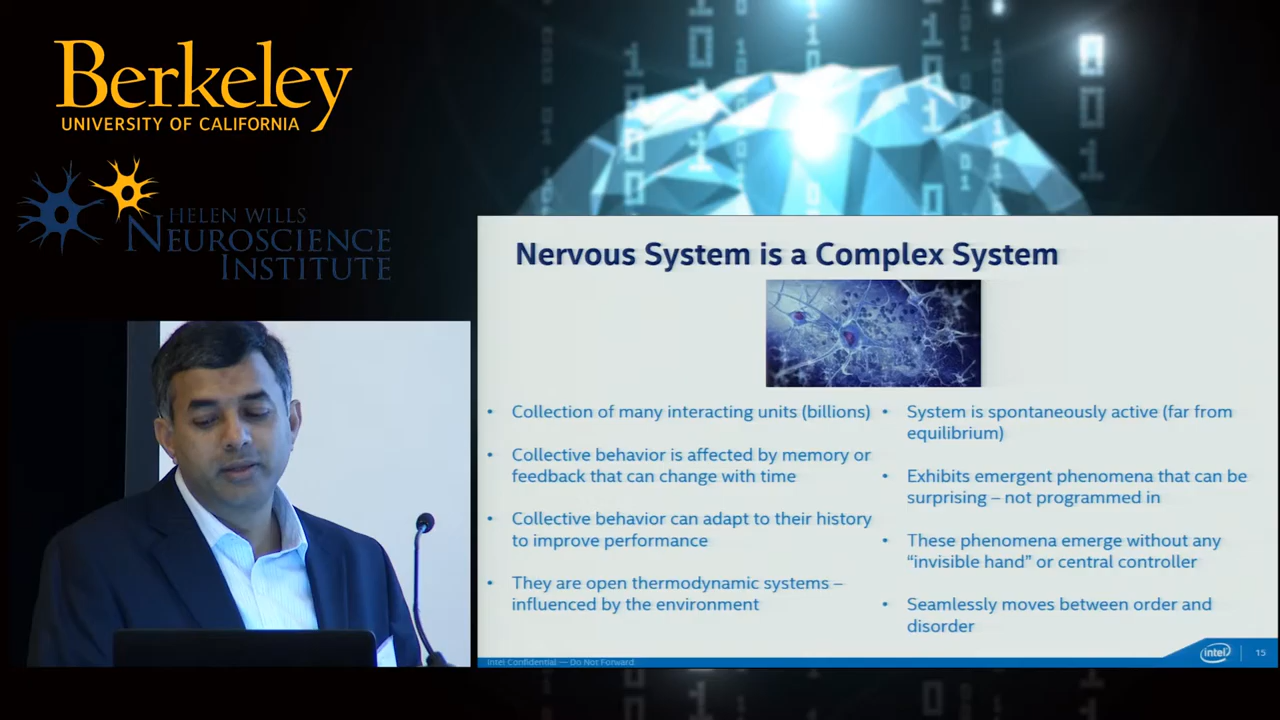 Berkeley
UNIVERSITY OF CALIFORNIA
HELEN WILLS
NEUROSCIENCE
INSTITUTE
Nervous System is a Complex System
• Collection of many interacting units (billions)
• Collective behavior is affected by memory or
feedback that can change with time
• Collective behavior can adapt to their history
to improve performance
• They are open thermodynamic systems –
influenced by the environment
• System is spontaneously active (far from
equilibrium)
• Exhibits emergent phenomena that can be
surprising – not programmed in
• These phenomena emerge without any
“invisible hand” or central controller
• Seamlessly moves between order and
disorder
Intel Confidential — Do Not Forward
intel
15